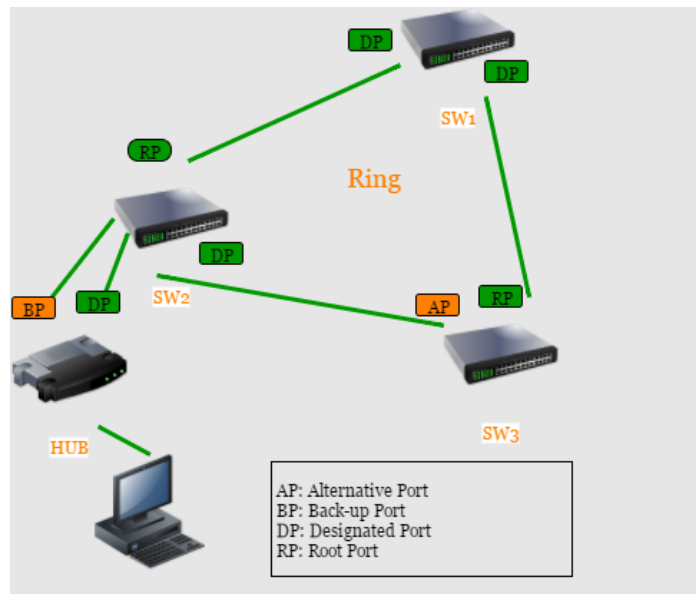 DP
DP
SW1
RP
Ring
DP
BP
DP
SW2
AP
RP
HUB
SW3
AP: Alternative Port
BP: Back-up Port
DP: Designated Port
RP: Root Port